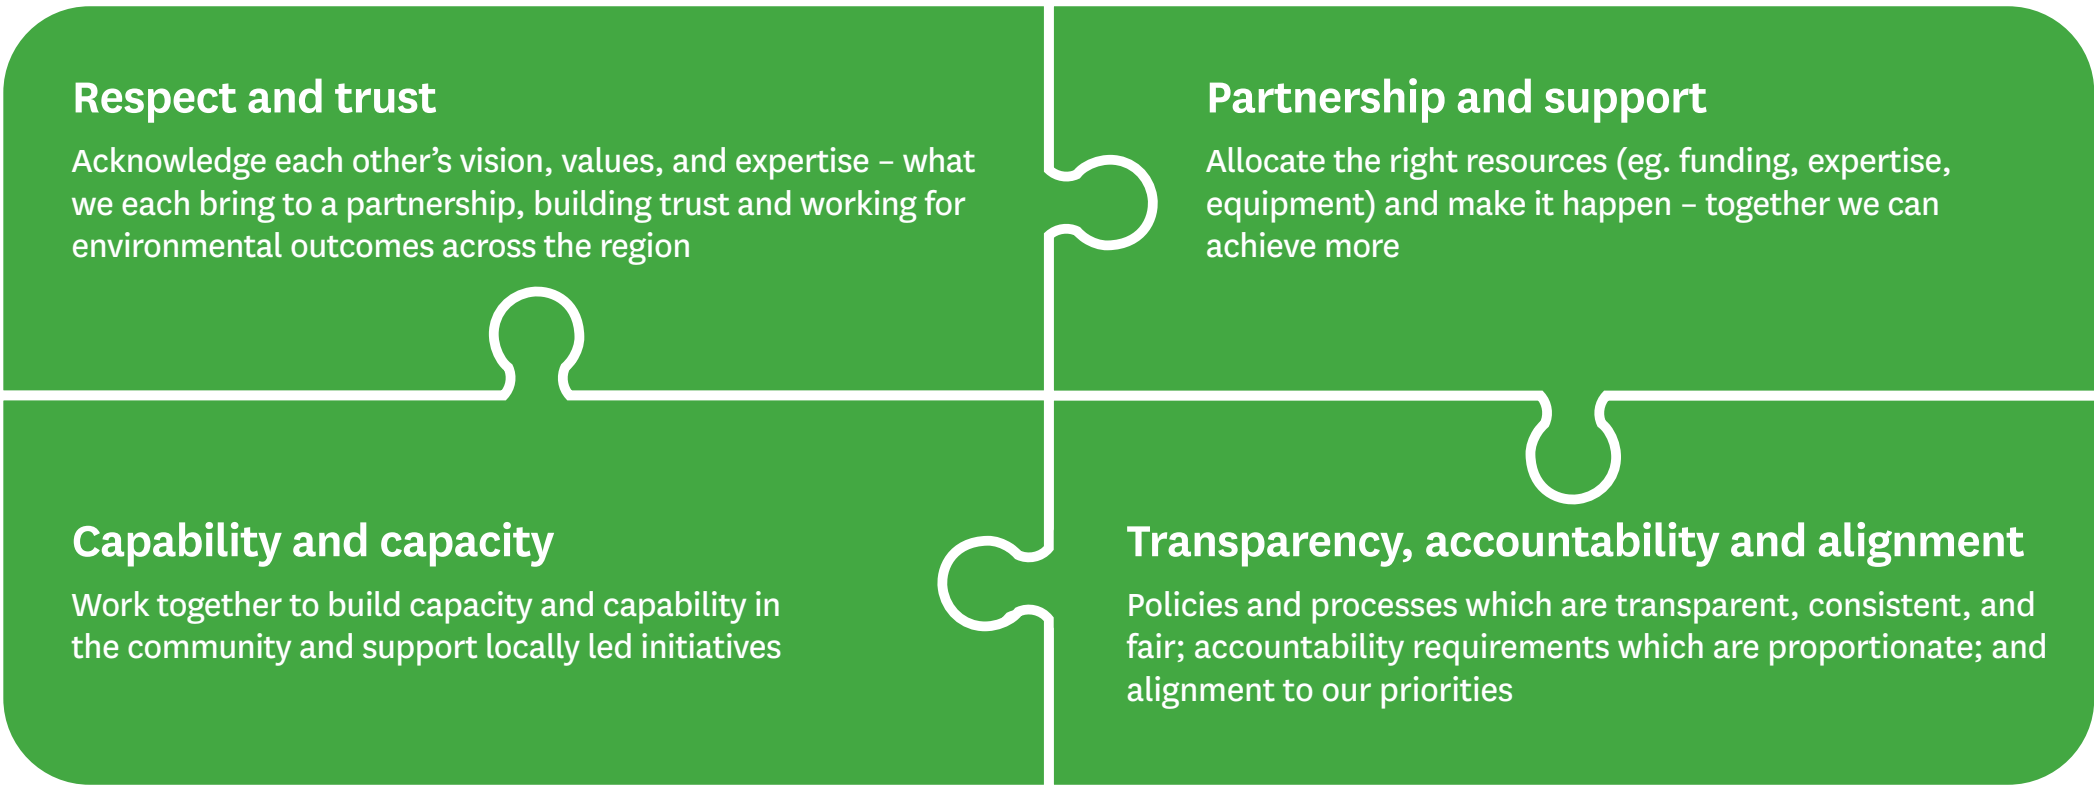 Respect and trust
Acknowledge each other’s vision, values, and expertise – what
we each bring to a partnership, building trust and working for
environmental outcomes across the region
Partnership and support
Allocate the right resources (eg. funding, expertise,
equipment) and make it happen – together we can
achieve more
Capability and capacity
Work together to build capacity and capability in
the community and support locally led initiatives
Transparency, accountability and alignment
Policies and processes which are transparent, consistent, and
fair; accountability requirements which are proportionate; and
alignment to our priorities